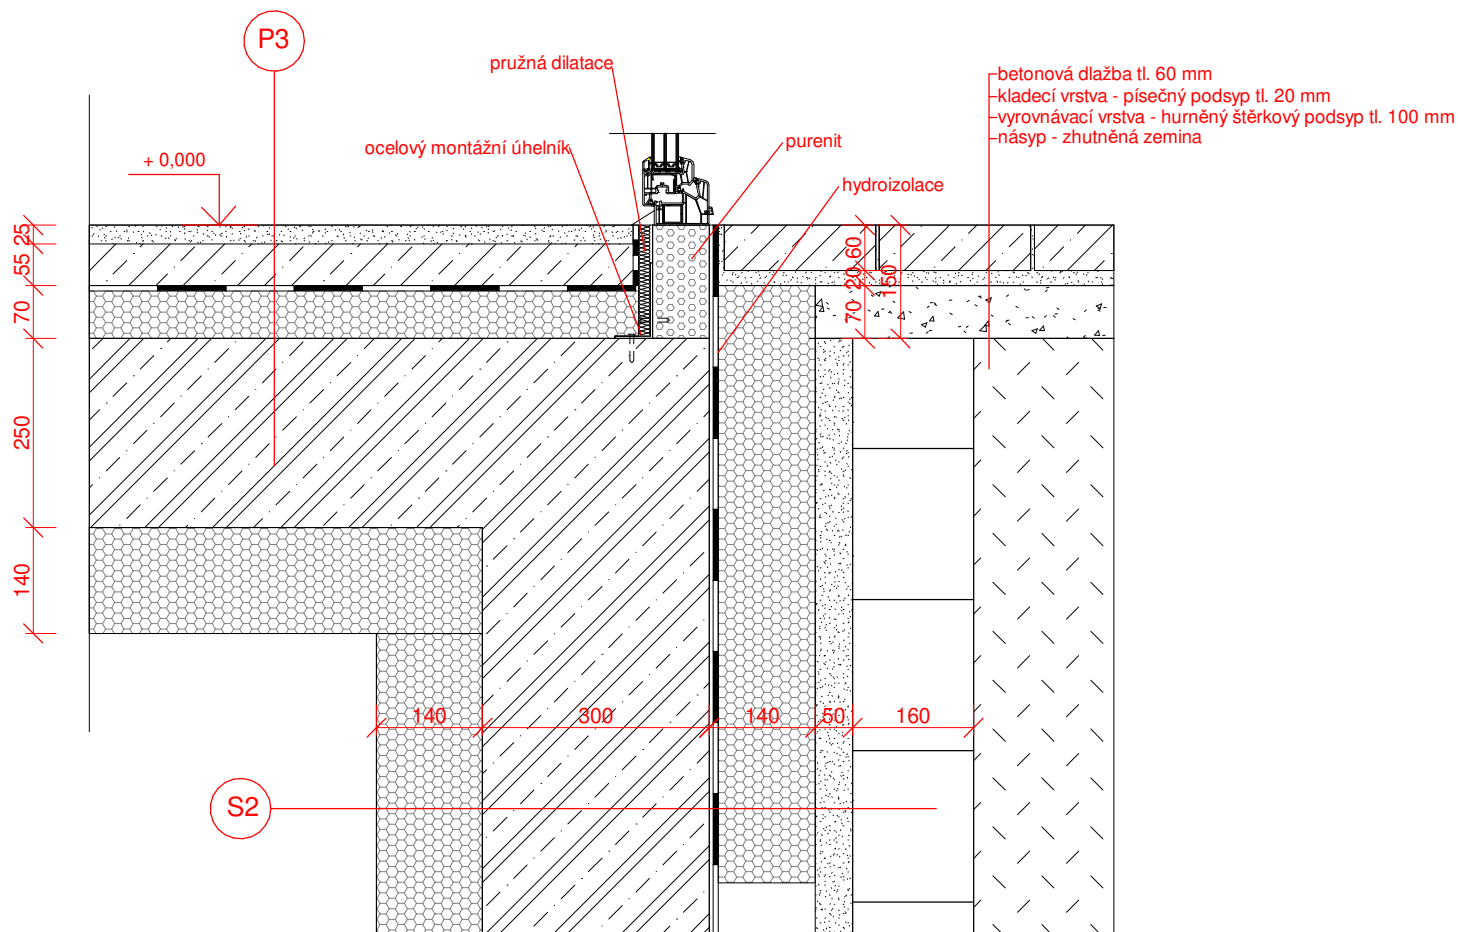 P3
pružná dilatace
betonová dlažba tl. 60 mm
kladecí vrstva - písečný podsyp tl. 20 mm
vyrovnávací vrstva - hurněný štěrkový podsyp tl. 100 mm
násyp - zhutněná zemina
ocelový montážní úhelník
purenit
+ 0,000
hydroizolace
25
55
70
250
140
60
20
70
150
140
300
140
50
160
S2